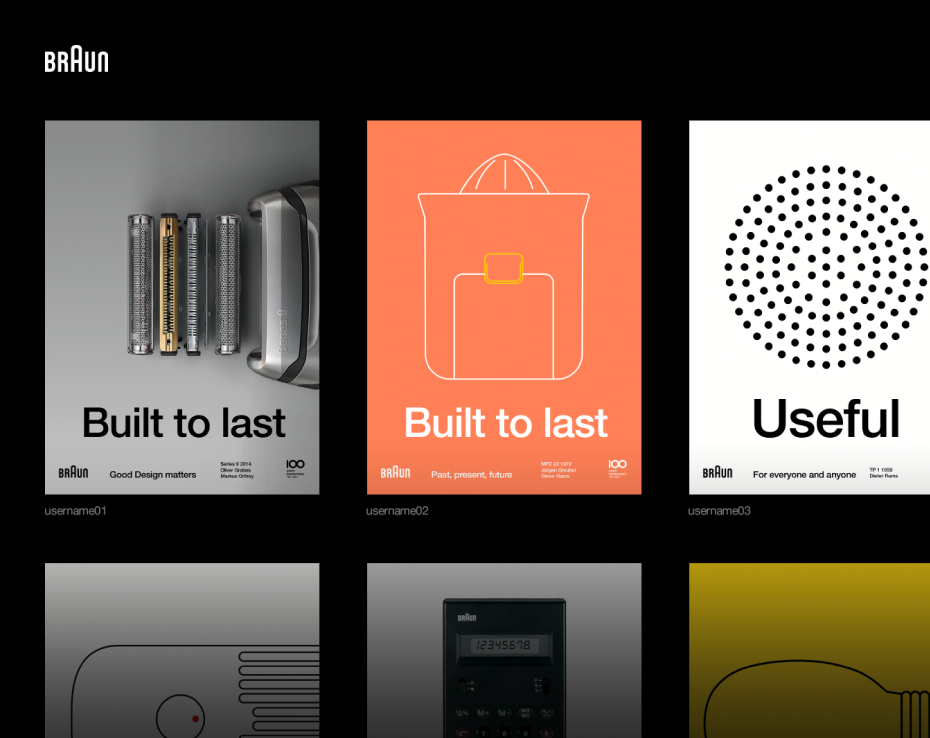 BRAUN
Series 9
Built to last
BRAUN
Good Design matters
Series 9 2014
Oliver Grabes
Markus Orthey
100
username01
Built to last
BRAUN
Past, present, future
MPZ 22 1972
Jürgen Greubel
Dieter Rams
100
username02
Useful
BRAUN
For everyone and anyone
TP 1 1959
Dieter Rams
username03
BRAUN
12345678.